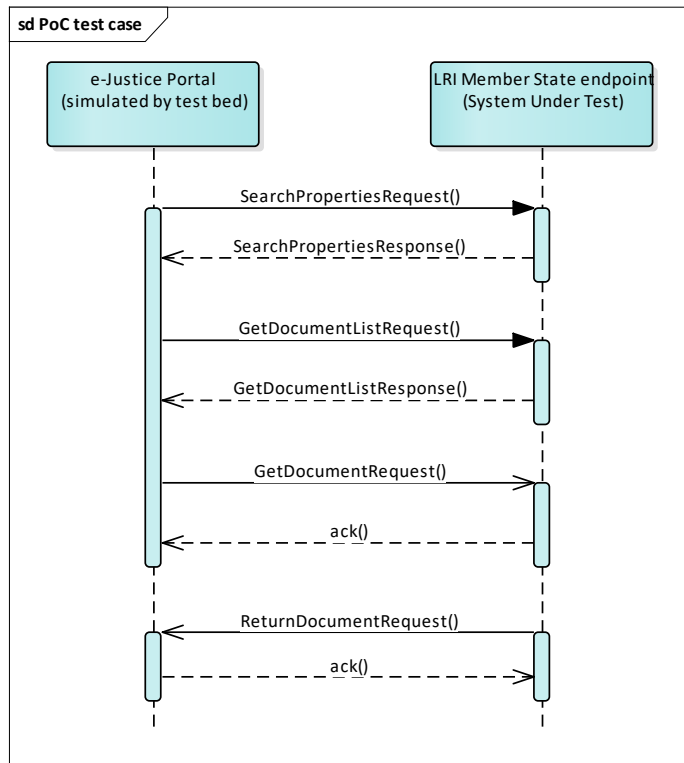 sd PoC test case
e-Justice Portal
(simulated by test bed)
LRI Member State endpoint
(System Under Test)
SearchPropertiesRequest()
SearchPropertiesResponse()
GetDocumentListRequest()
GetDocumentListResponse()
GetDocumentRequest()
ack()
ReturnDocumentRequest()
ack()